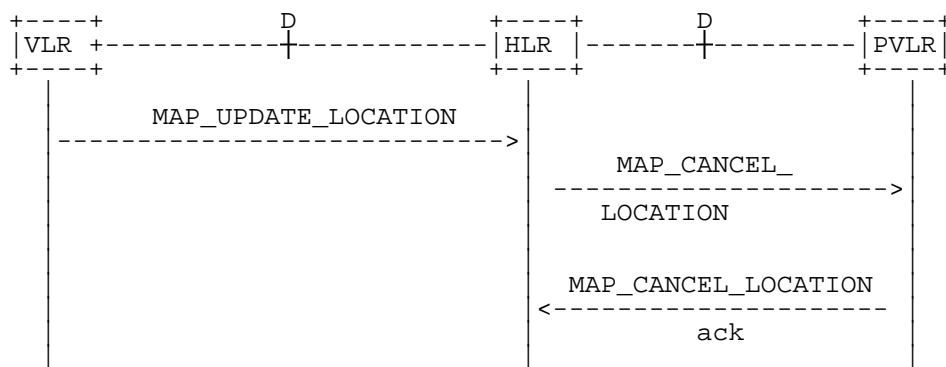 D D
VLR HLR PVLR
MAP_UPDATE_LOCATION
MAP_CANCEL_
LOCATION
MAP_CANCEL_LOCATION
ack